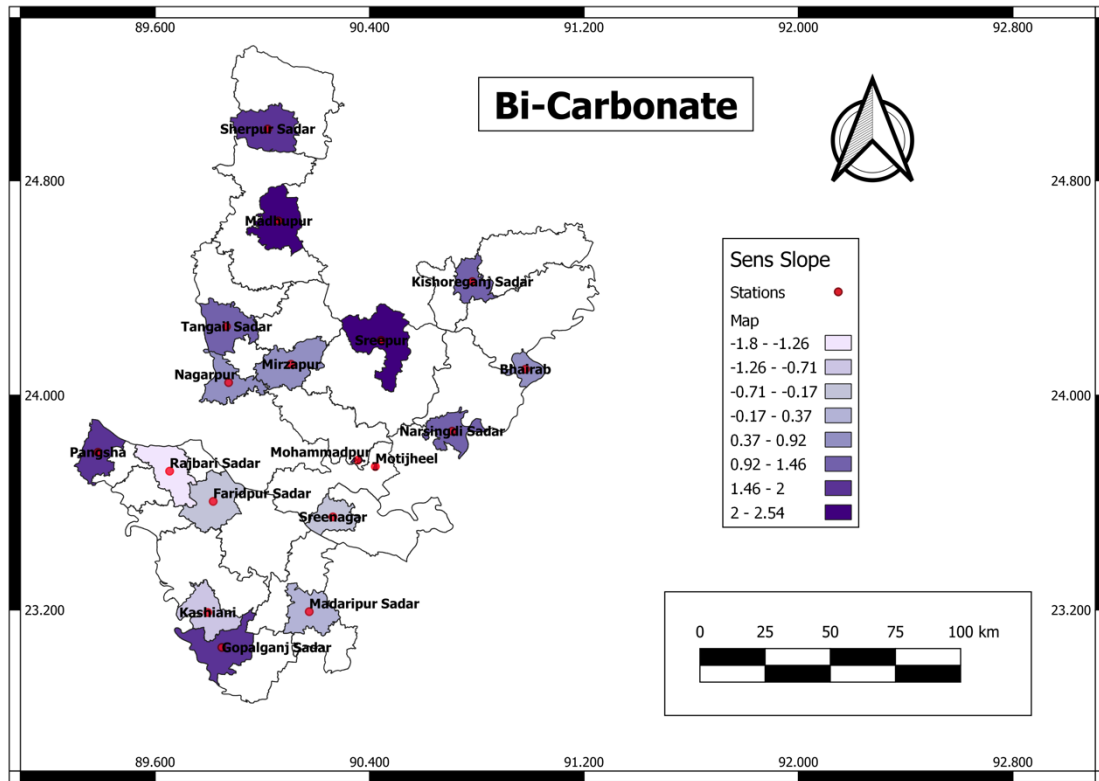 89.600 90.400 91.200 92.000 92.800
Bi-Carbonate
Sherpur Sadar
24.800 24.800
Madhupur
Sens Slope
Kishoreganj Sadar
Stations
Map
Tangail Sadar
Sreepur
-1.8 - -1.26
Mirzapur
-1.26 - -0.71
Nagarpur
Bhairab
-0.71 - -0.17
24.000 24.000
-0.17 - 0.37
0.37 - 0.92
Narsingdi Sadar
0.92 - 1.46
Pangsha
Mohammadpur
Motijheel
Rajbari Sadar
1.46 - 2
Faridpur Sadar
2 - 2.54
Sreenagar
Kashiani
Madaripur Sadar
23.200 23.200
Gopalganj Sadar
0 25 50 75 100 km
89.600 90.400 91.200 92.000 92.800